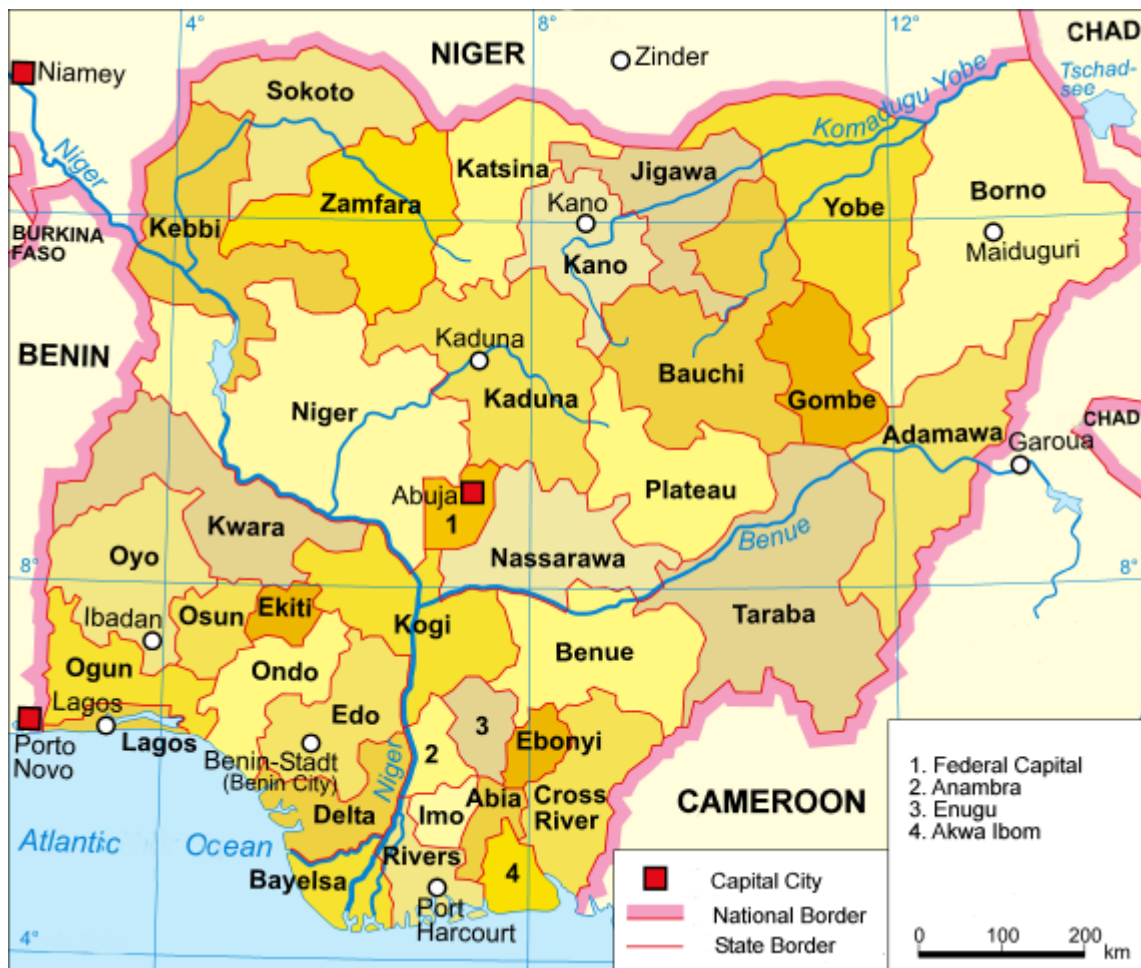 4°
8°
12°
NIGER
CHAD
Niamey
Zinder
Tschad-
see
Sokoto
Komadugu Yobe
Niger
Katsina
Jigawa
Zamfara
Kano
Yobe
Borno
Kebbi
BURKINA
FASO
Maiduguri
Kano
BENIN
Kaduna
Bauchi
Niger
Kaduna
Gombe
CHAD
Adamawa
Garoua
Abuja
1
Plateau
Kwara
Nassarawa
Benue
Oyo
8°
8°
Ibadan
Osun
Ekiti
Kogi
Taraba
Benue
Ogun
Ondo
Lagos
Edo
3
Porto
Novo
Lagos
Benin-Stadt
(Benin City)
Niger
2
Ebonyi
Delta
Imo
Abia
Cross
River
CAMEROON
Atlantic Ocean
Rivers
Bayelsa
4
Port
Harcourt
4°
1. Federal Capital
2. Anambra
3. Enugu
4. Akwa Ibom
Capital City
National Border
State Border
0 100 200 km